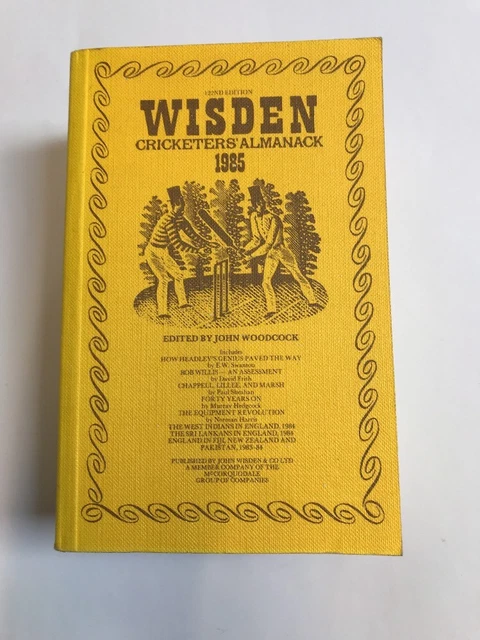 122ND EDITION
WISDEN
CRICKETERS' ALMANACK
1985
EDITED BY JOHN WOODCOCK
Includes
HOW HEADLEY'S GENIUS PAVED THE WAY
by E.W. Swanton
BOB WILLIS — AN ASSESSMENT
by David Frith
CHAPPELL, LILLEE AND MARSH
by Paul Sheahan
FORTY YEARS ON
by Murray Hedgcock
THE EQUIPMENT REVOLUTION
by Norman Harris
THE WEST INDIANS IN ENGLAND, 1984
THE SRI LANKANS IN ENGLAND, 1984
ENGLAND IN FIJI, NEW ZEALAND AND
PAKISTAN, 1983-84
PUBLISHED BY JOHN WISDEN & CO LTD
A MEMBER COMPANY OF THE
McCORQUODALE
GROUP OF COMPANIES